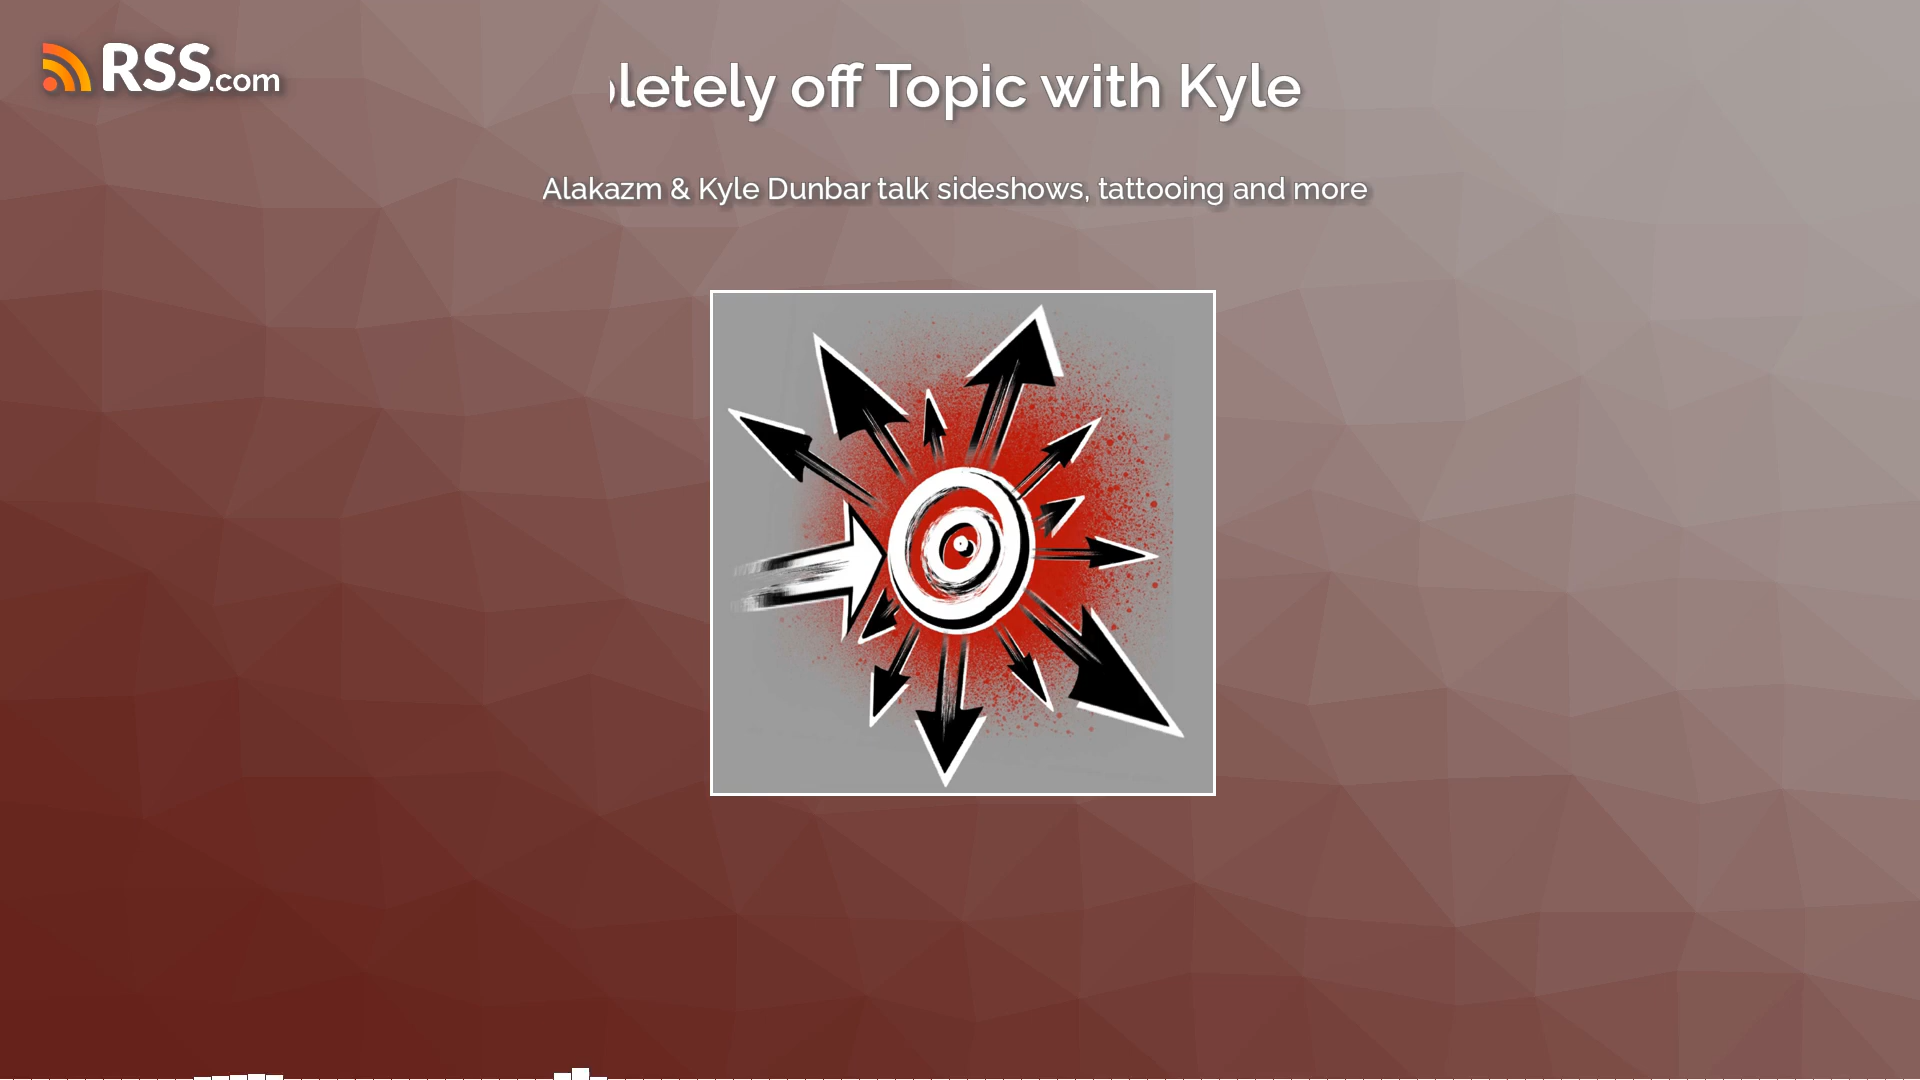 RSS.com
letely off Topic with Kyle
Alakazm & Kyle Dunbar talk sideshows, tattooing and more